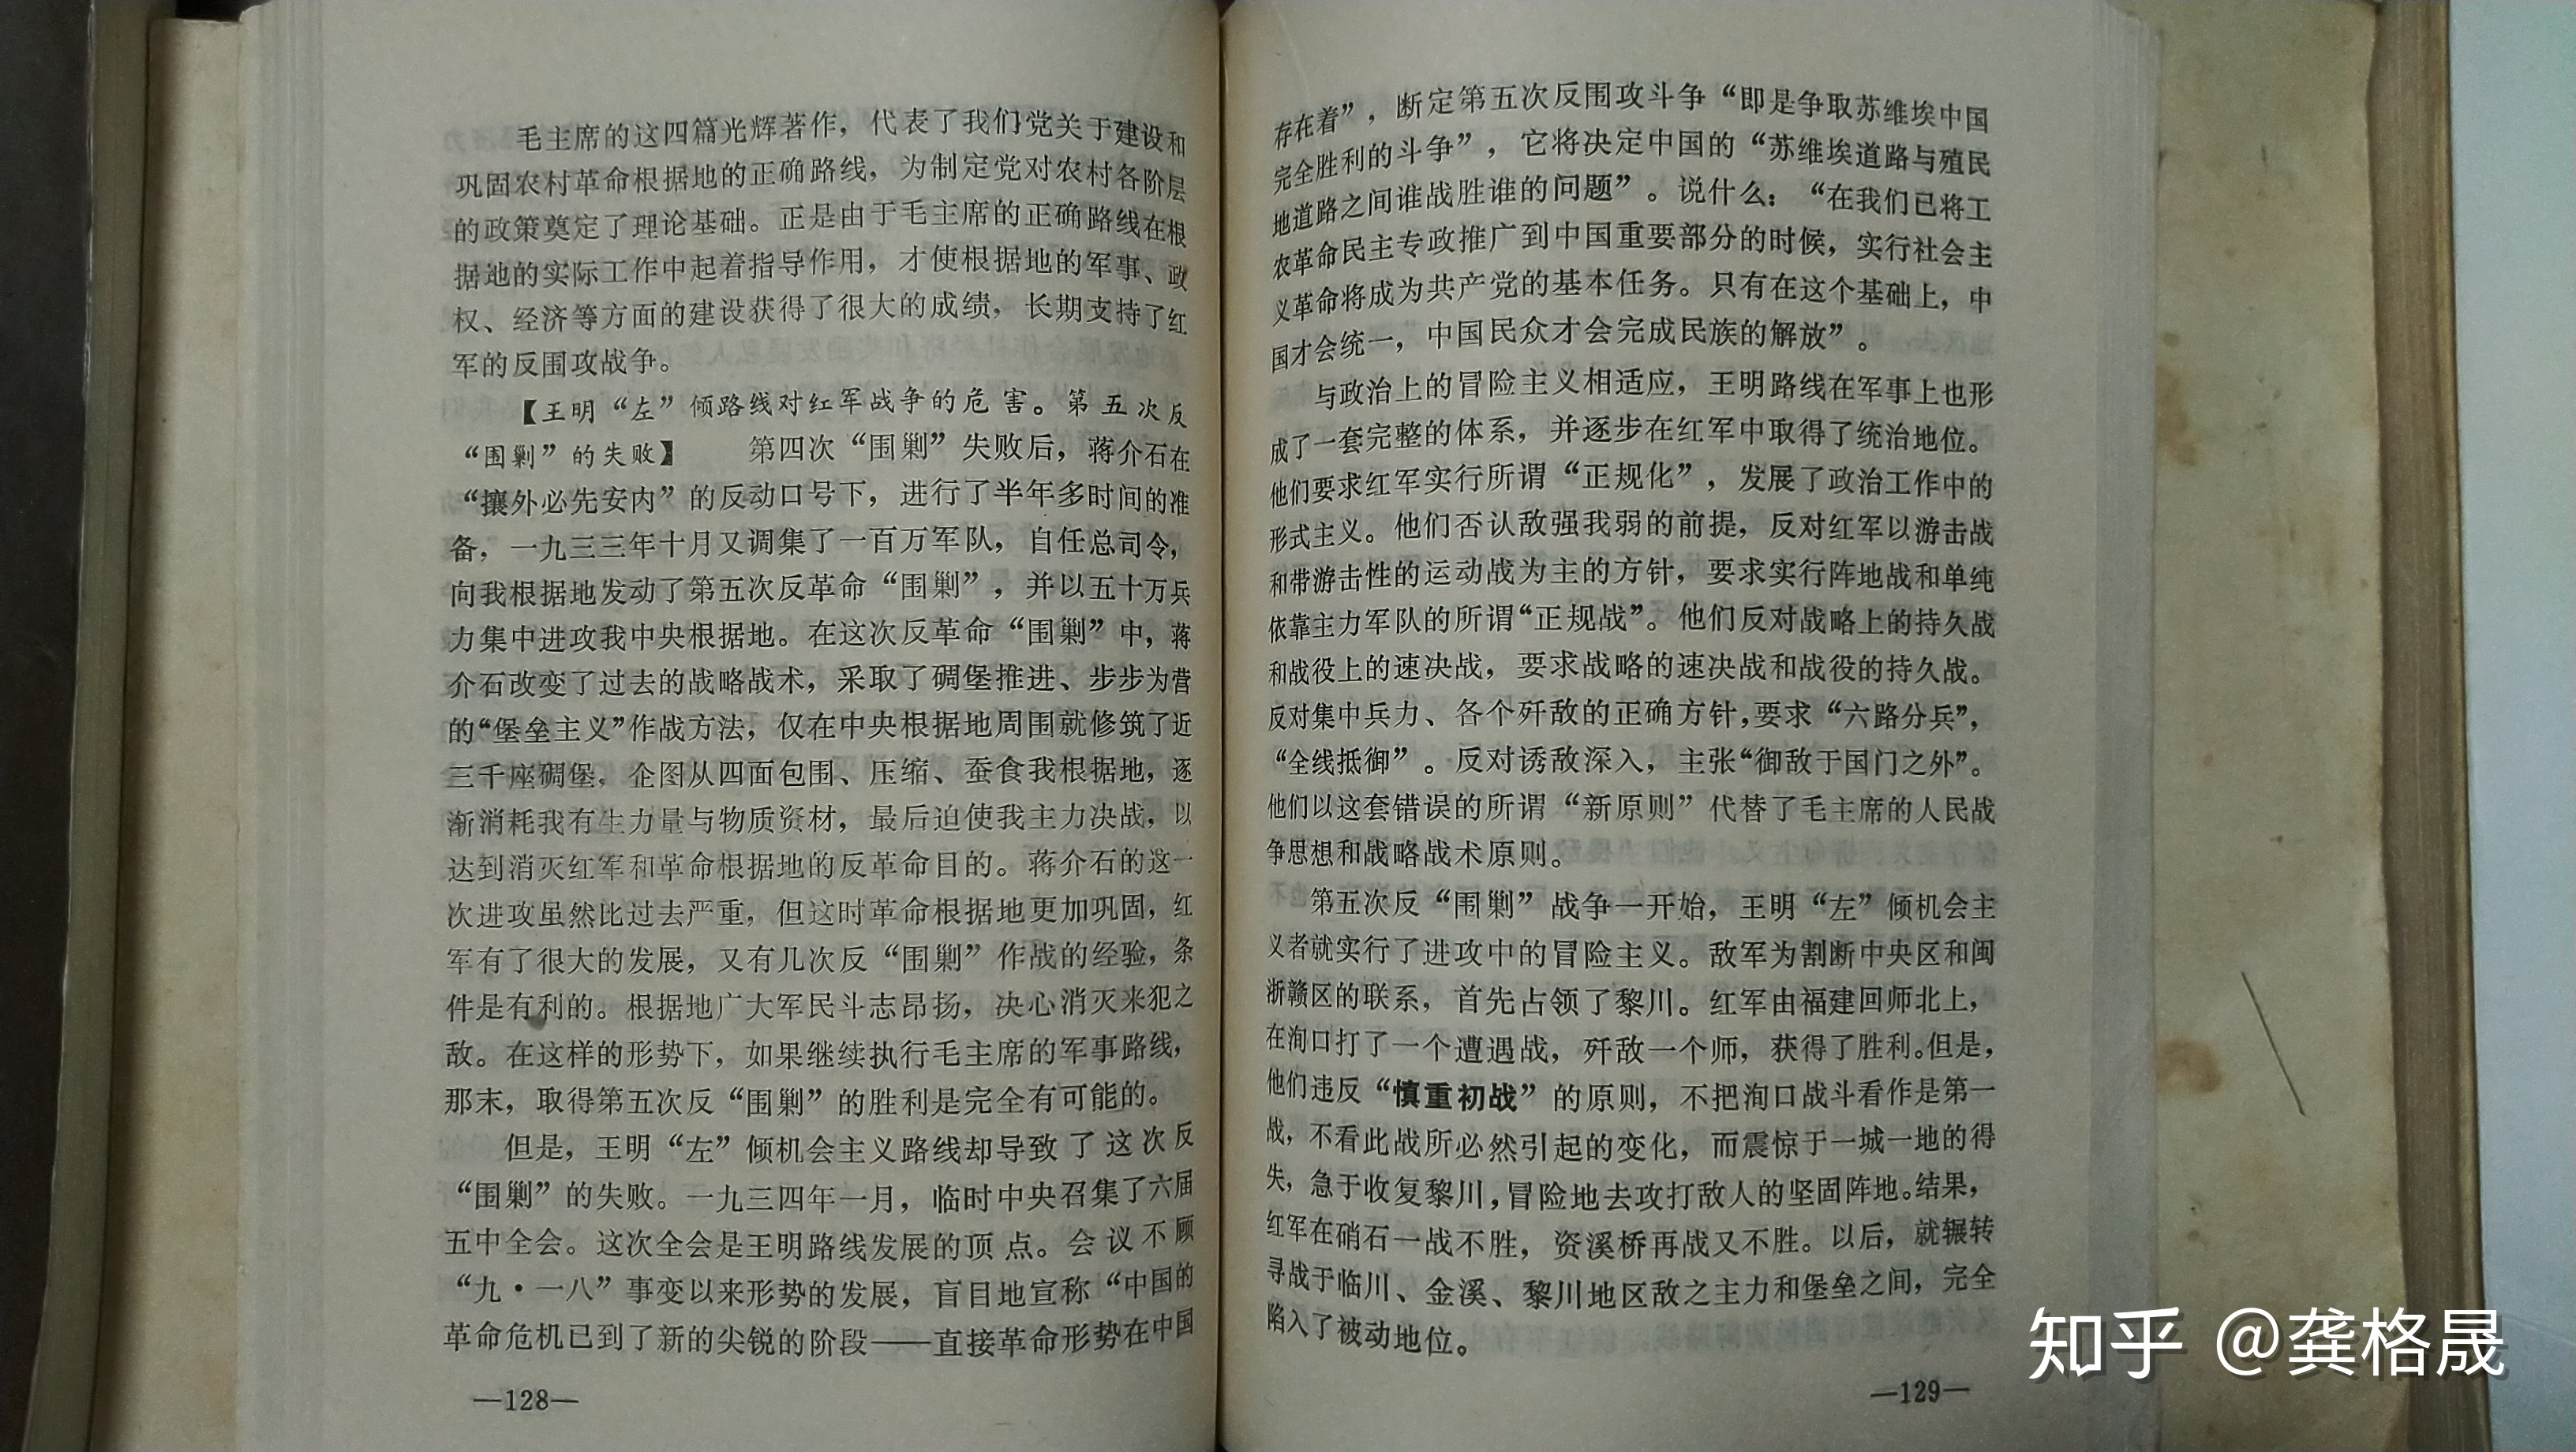 毛主席的这四篇光辉著作，代表了我们党关于建设和
巩固农村革命根据地的正确路线，为制定党对农村各阶层
的政策奠定了理论基础。正是由于毛主席的正确路线在根
据地的实际工作中起着指导作用，才使根据地的军事、政
权、经济等方面的建设获得了很大的成绩，长期支持了红
军的反围攻战争。
【王明“左”倾路线对红军战争的危害。第五次反
“围剿”的失败】　　第四次“围剿”失败后，蒋介石在
“攘外必先安内”的反动口号下，进行了半年多时间的准
备，一九三三年十月又调集了一百万军队，自任总司令，
向我根据地发动了第五次反革命“围剿”，并以五十万兵
力集中进攻我中央根据地。在这次反革命“围剿”中，蒋
介石改变了过去的战略战术，采取了碉堡推进、步步为营
的“堡垒主义”作战方法，仅在中央根据地周围就修筑了近
三千座碉堡，企图从四面包围、压缩、蚕食我根据地，逐
渐消耗我有生力量与物质资材，最后迫使我主力决战，以
达到消灭红军和革命根据地的反革命目的。蒋介石的这一
次进攻虽然比过去严重，但这时革命根据地更加巩固，红
军有了很大的发展，又有几次反“围剿”作战的经验，条
件是有利的。根据地广大军民斗志昂扬，决心消灭来犯之
敌。在这样的形势下，如果继续执行毛主席的军事路线，
那末，取得第五次反“围剿”的胜利是完全有可能的。
但是，王明“左”倾机会主义路线却导致了这次反
“围剿”的失败。一九三四年一月，临时中央召集了六届
五中全会。这次全会是王明路线发展的顶点。会议不顾
“九·一八”事变以来形势的发展，盲目地宣称“中国的
革命危机已到了新的尖锐的阶段——直接革命形势在中国
—128—
存在着”，断定第五次反围攻斗争“即是争取苏维埃中国
完全胜利的斗争”，它将决定中国的“苏维埃道路与殖民
地道路之间谁战胜谁的问题”。说什么：“在我们已将工
农革命民主专政推广到中国重要部分的时候，实行社会主
义革命将成为共产党的基本任务。只有在这个基础上，中
国才会统一，中国民众才会完成民族的解放”。
与政治上的冒险主义相适应，王明路线在军事上也形
成了一套完整的体系，并逐步在红军中取得了统治地位。
他们要求红军实行所谓“正规化”，发展了政治工作中的
形式主义。他们否认敌强我弱的前提，反对红军以游击战
和带游击性的运动战为主的方针，要求实行阵地战和单纯
依靠主力军队的所谓“正规战”。他们反对战略上的持久战
和战役上的速决战，要求战略的速决战和战役的持久战。
反对集中兵力、各个歼敌的正确方针，要求“六路分兵”，
“全线抵御”。反对诱敌深入，主张“御敌于国门之外”。
他们以这套错误的所谓“新原则”代替了毛主席的人民战
争思想和战略战术原则。
第五次反“围剿”战争一开始，王明“左”倾机会主
义者就实行了进攻中的冒险主义。敌军为割断中央区和闽
浙赣区的联系，首先占领了黎川。红军由福建回师北上，
在洵口打了一个遭遇战，歼敌一个师，获得了胜利。但是，
他们违反“慎重初战”的原则，不把洵口战斗看作是第一
战，不看此战所必然引起的变化，而震惊于一城一地的得
失，急于收复黎川，冒险地去攻打敌人的坚固阵地。结果，
红军在硝石一战不胜，资溪桥再战又不胜。以后，就辗转
寻战于临川、金溪、黎川地区敌之主力和堡垒之间，完全
陷入了被动地位。
—129—
知乎 @龚格晟